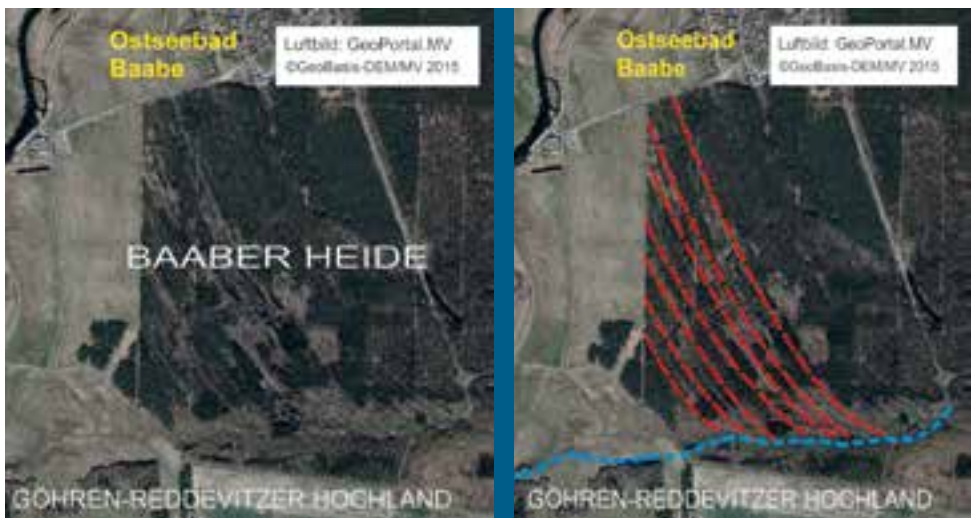 Ostseebad
Baabe
Luftbild: GeoPortal.MV
©GeoBasis-DEM/MV 2015
BAABER HEIDE
GÖHREN-REDDEVITZER HOCHLAND
Ostseebad
Baabe
Luftbild: GeoPortal.MV
©GeoBasis-DEM/MV 2015
GÖHREN-REDDEVITZER HOCHLAND